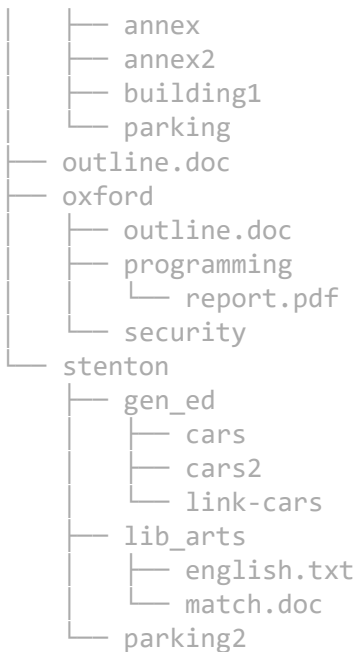 │   ├── annex
│   ├── annex2
│   ├── building1
│   └── parking
├── outline.doc
├── oxford
│   ├── outline.doc
│   ├── programming
│   │   └── report.pdf
│   └── security
└── stenton
    ├── gen_ed
    │   ├── cars
    │   ├── cars2
    │   └── link-cars
    ├── lib_arts
    │   ├── english.txt
    │   └── match.doc
    └── parking2